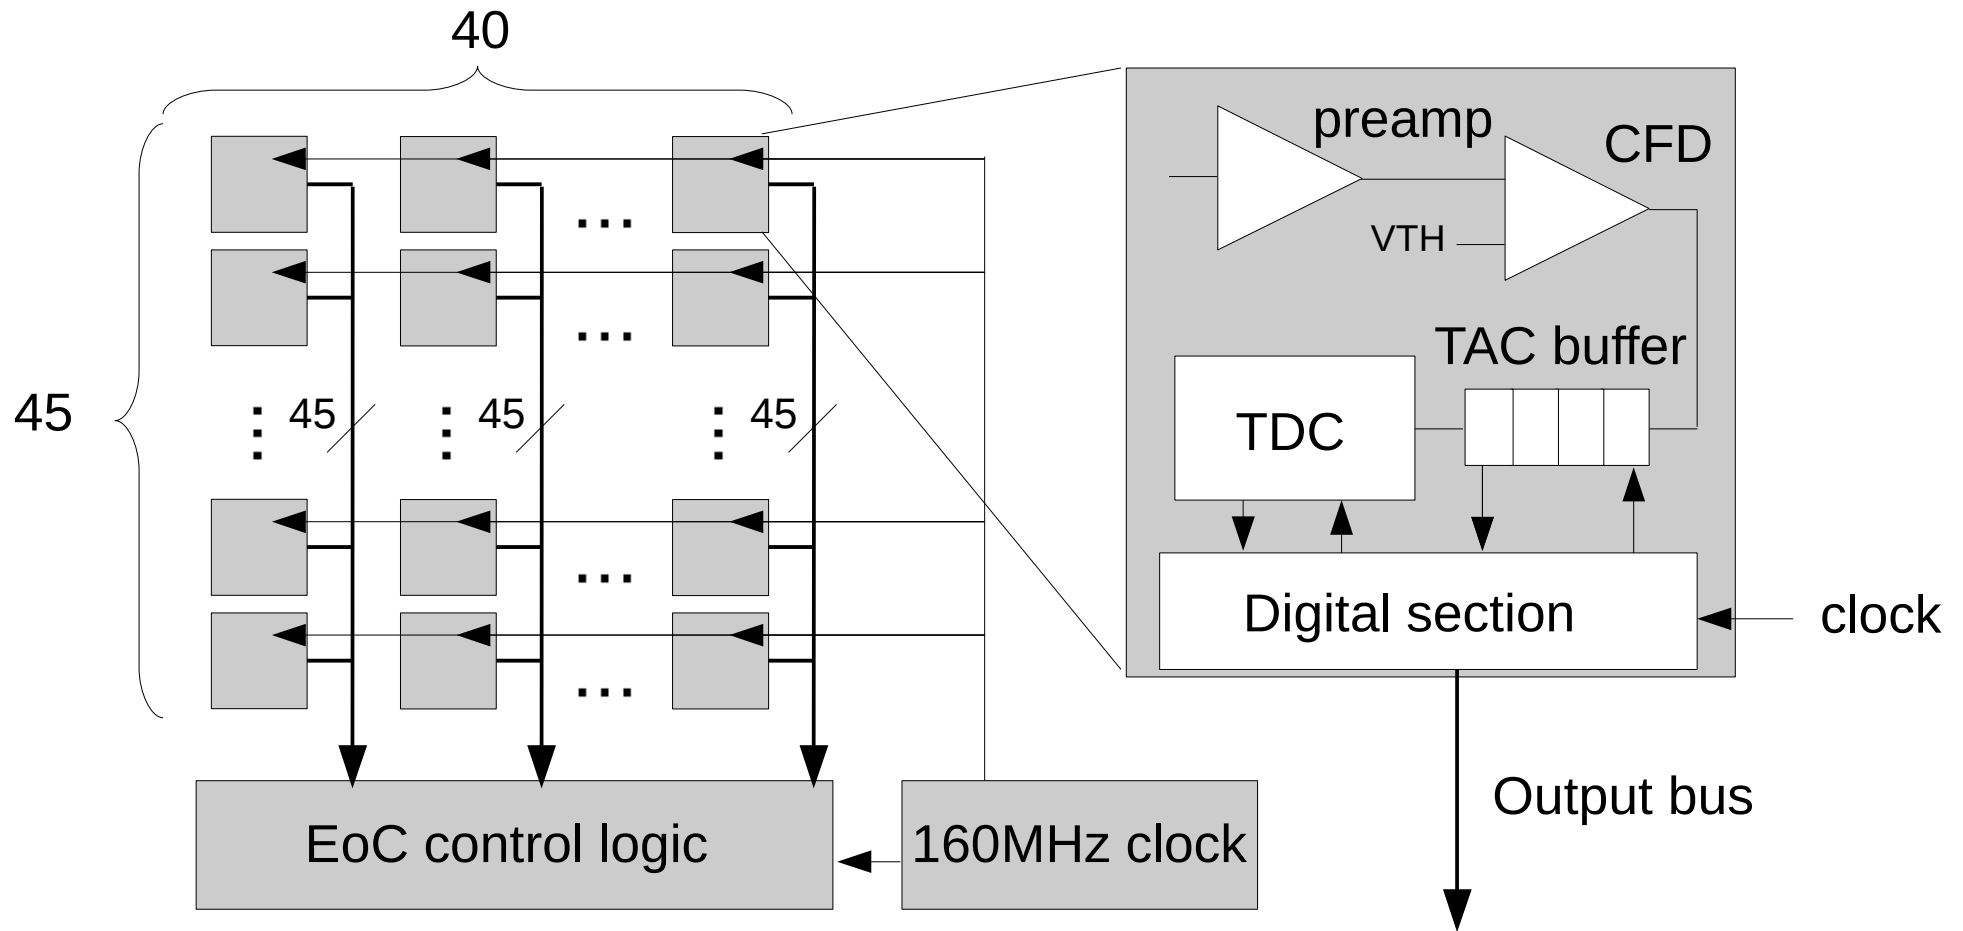 40
preamp
CFD
VTH
TAC buffer
45
45
45
45
TDC
Digital section
clock
Output bus
EoC control logic
160MHz clock